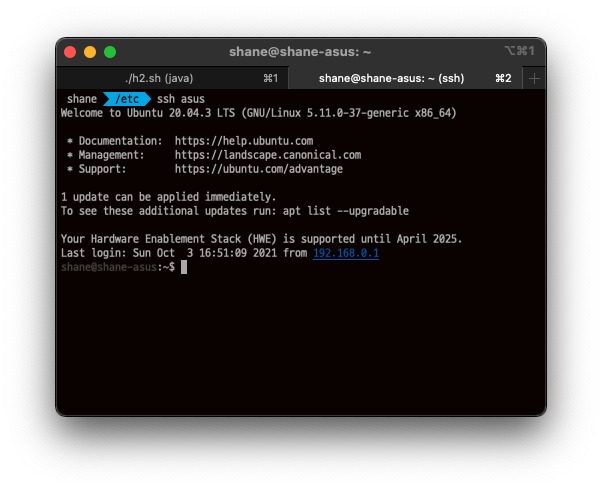 shane@shane-asus: ~
⌥⌘1
./h2.sh (java) ⌘1
shane@shane-asus: ~ (ssh) ⌘2
shane /etc ssh asus
Welcome to Ubuntu 20.04.3 LTS (GNU/Linux 5.11.0-37-generic x86_64)
* Documentation: https://help.ubuntu.com
* Management: https://landscape.canonical.com
* Support: https://ubuntu.com/advantage
1 update can be applied immediately.
To see these additional updates run: apt list --upgradable
Your Hardware Enablement Stack (HWE) is supported until April 2025.
Last login: Sun Oct  3 16:51:09 2021 from 192.168.0.1
shane@shane-asus:~$